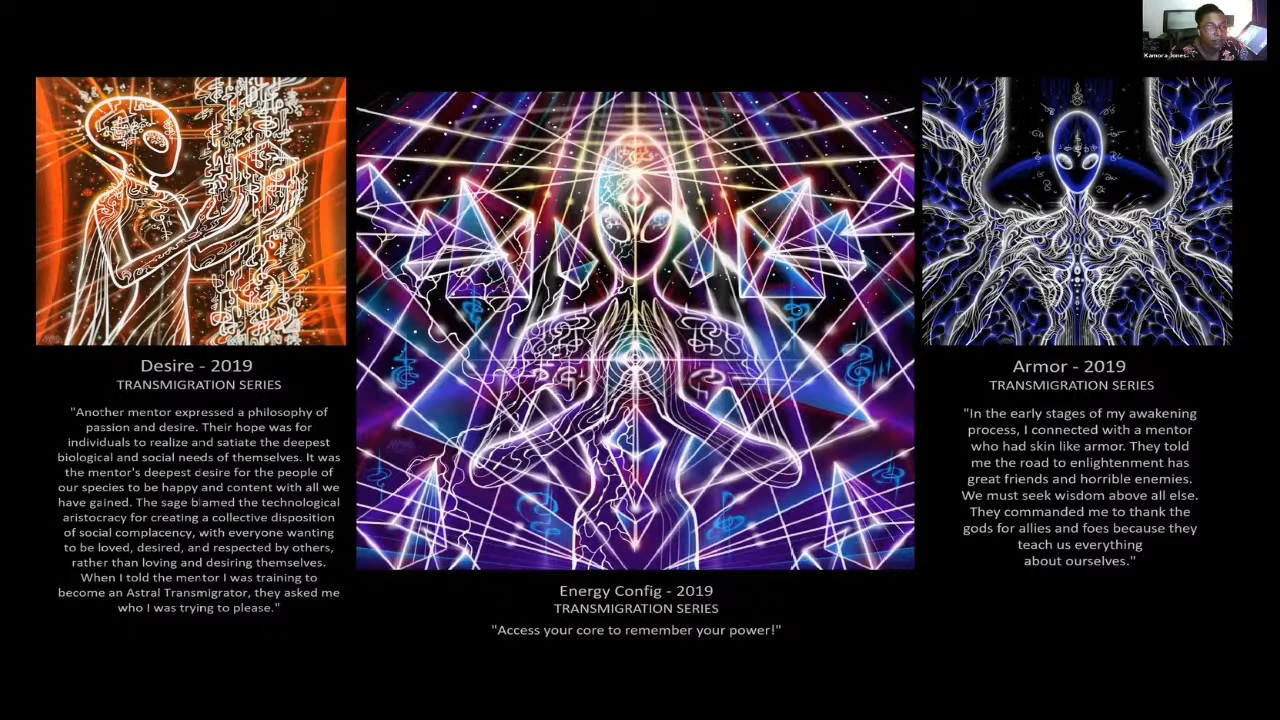 Kamora Jones
Desire - 2019
TRANSMIGRATION SERIES
"Another mentor expressed a philosophy of
passion and desire. Their hope was for
individuals to realize and satiate the deepest
biological and social needs of themselves. It was
the mentor's deepest desire for the people of
our species to be happy and content with all we
have gained. The sage blamed the technological
aristocracy for creating a collective disposition
of social complacency, with everyone wanting
to be loved, desired, and respected by others,
rather than loving and desiring themselves.
When I told the mentor I was training to
become an Astral Transmigrator, they asked me
who I was trying to please."
Energy Config - 2019
TRANSMIGRATION SERIES
"Access your core to remember your power!"
Armor - 2019
TRANSMIGRATION SERIES
"In the early stages of my awakening
process, I connected with a mentor
who had skin like armor. They told
me the road to enlightenment has
great friends and horrible enemies.
We must seek wisdom above all else.
They commanded me to thank the
gods for allies and foes because they
teach us everything
about ourselves."